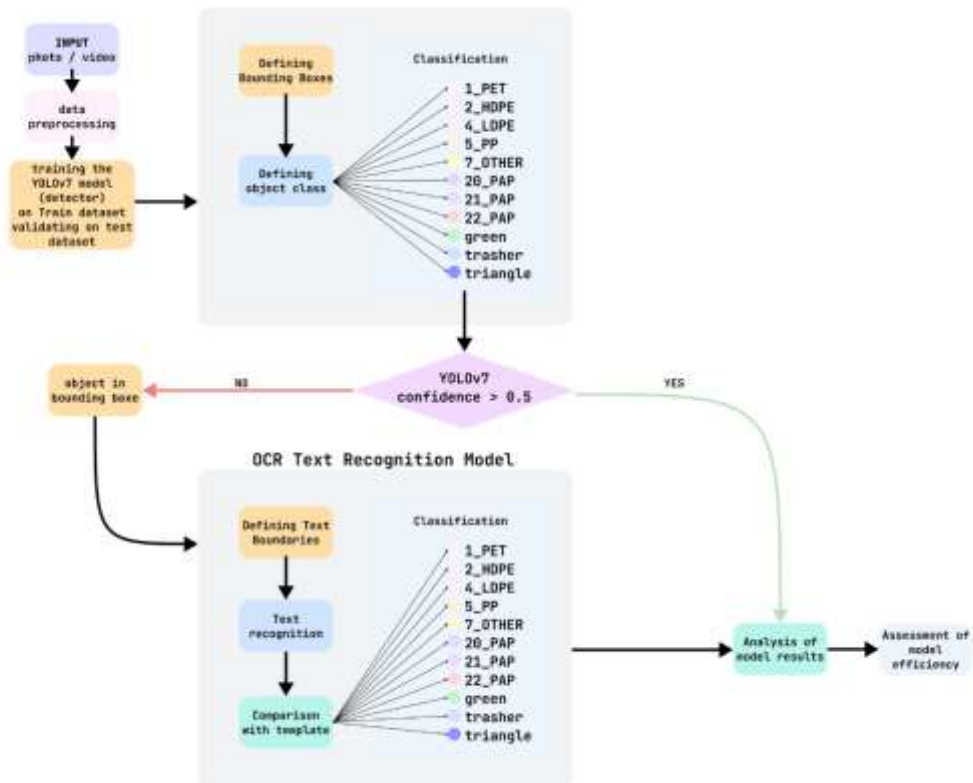 INPUT
photo / video
data
preprocessing
training the
YOLOv7 model
(detector)
on Train dataset
validating on test
dataset
Defining
Bounding Boxes
Defining
object class
Classification
1_PET
2_HDPE
4_LDPE
5_PP
7_OTHER
20_PAP
21_PAP
22_PAP
green
trasher
triangle
YOLOv7
confidence > 0.5
NO
YES
object in
bounding boxe
OCR Text Recognition Model
Defining Text
Boundaries
Text
recognition
Comparison
with template
Classification
1_PET
2_HDPE
4_LDPE
5_PP
7_OTHER
20_PAP
21_PAP
22_PAP
green
trasher
triangle
Analysis of
model results
Assessment of
model
efficiency